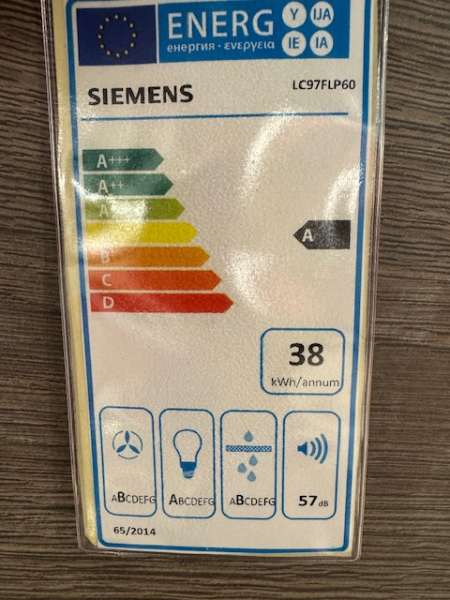 ENERG
енергия · ενεργεια
Y IJA
IE IA
SIEMENS
LC97FLP60
A+++
A++
A+
B
C
D
A
38
kWh/annum
ABCDEFG
ABCDEFG
ABCDEFG
57dB
65/2014